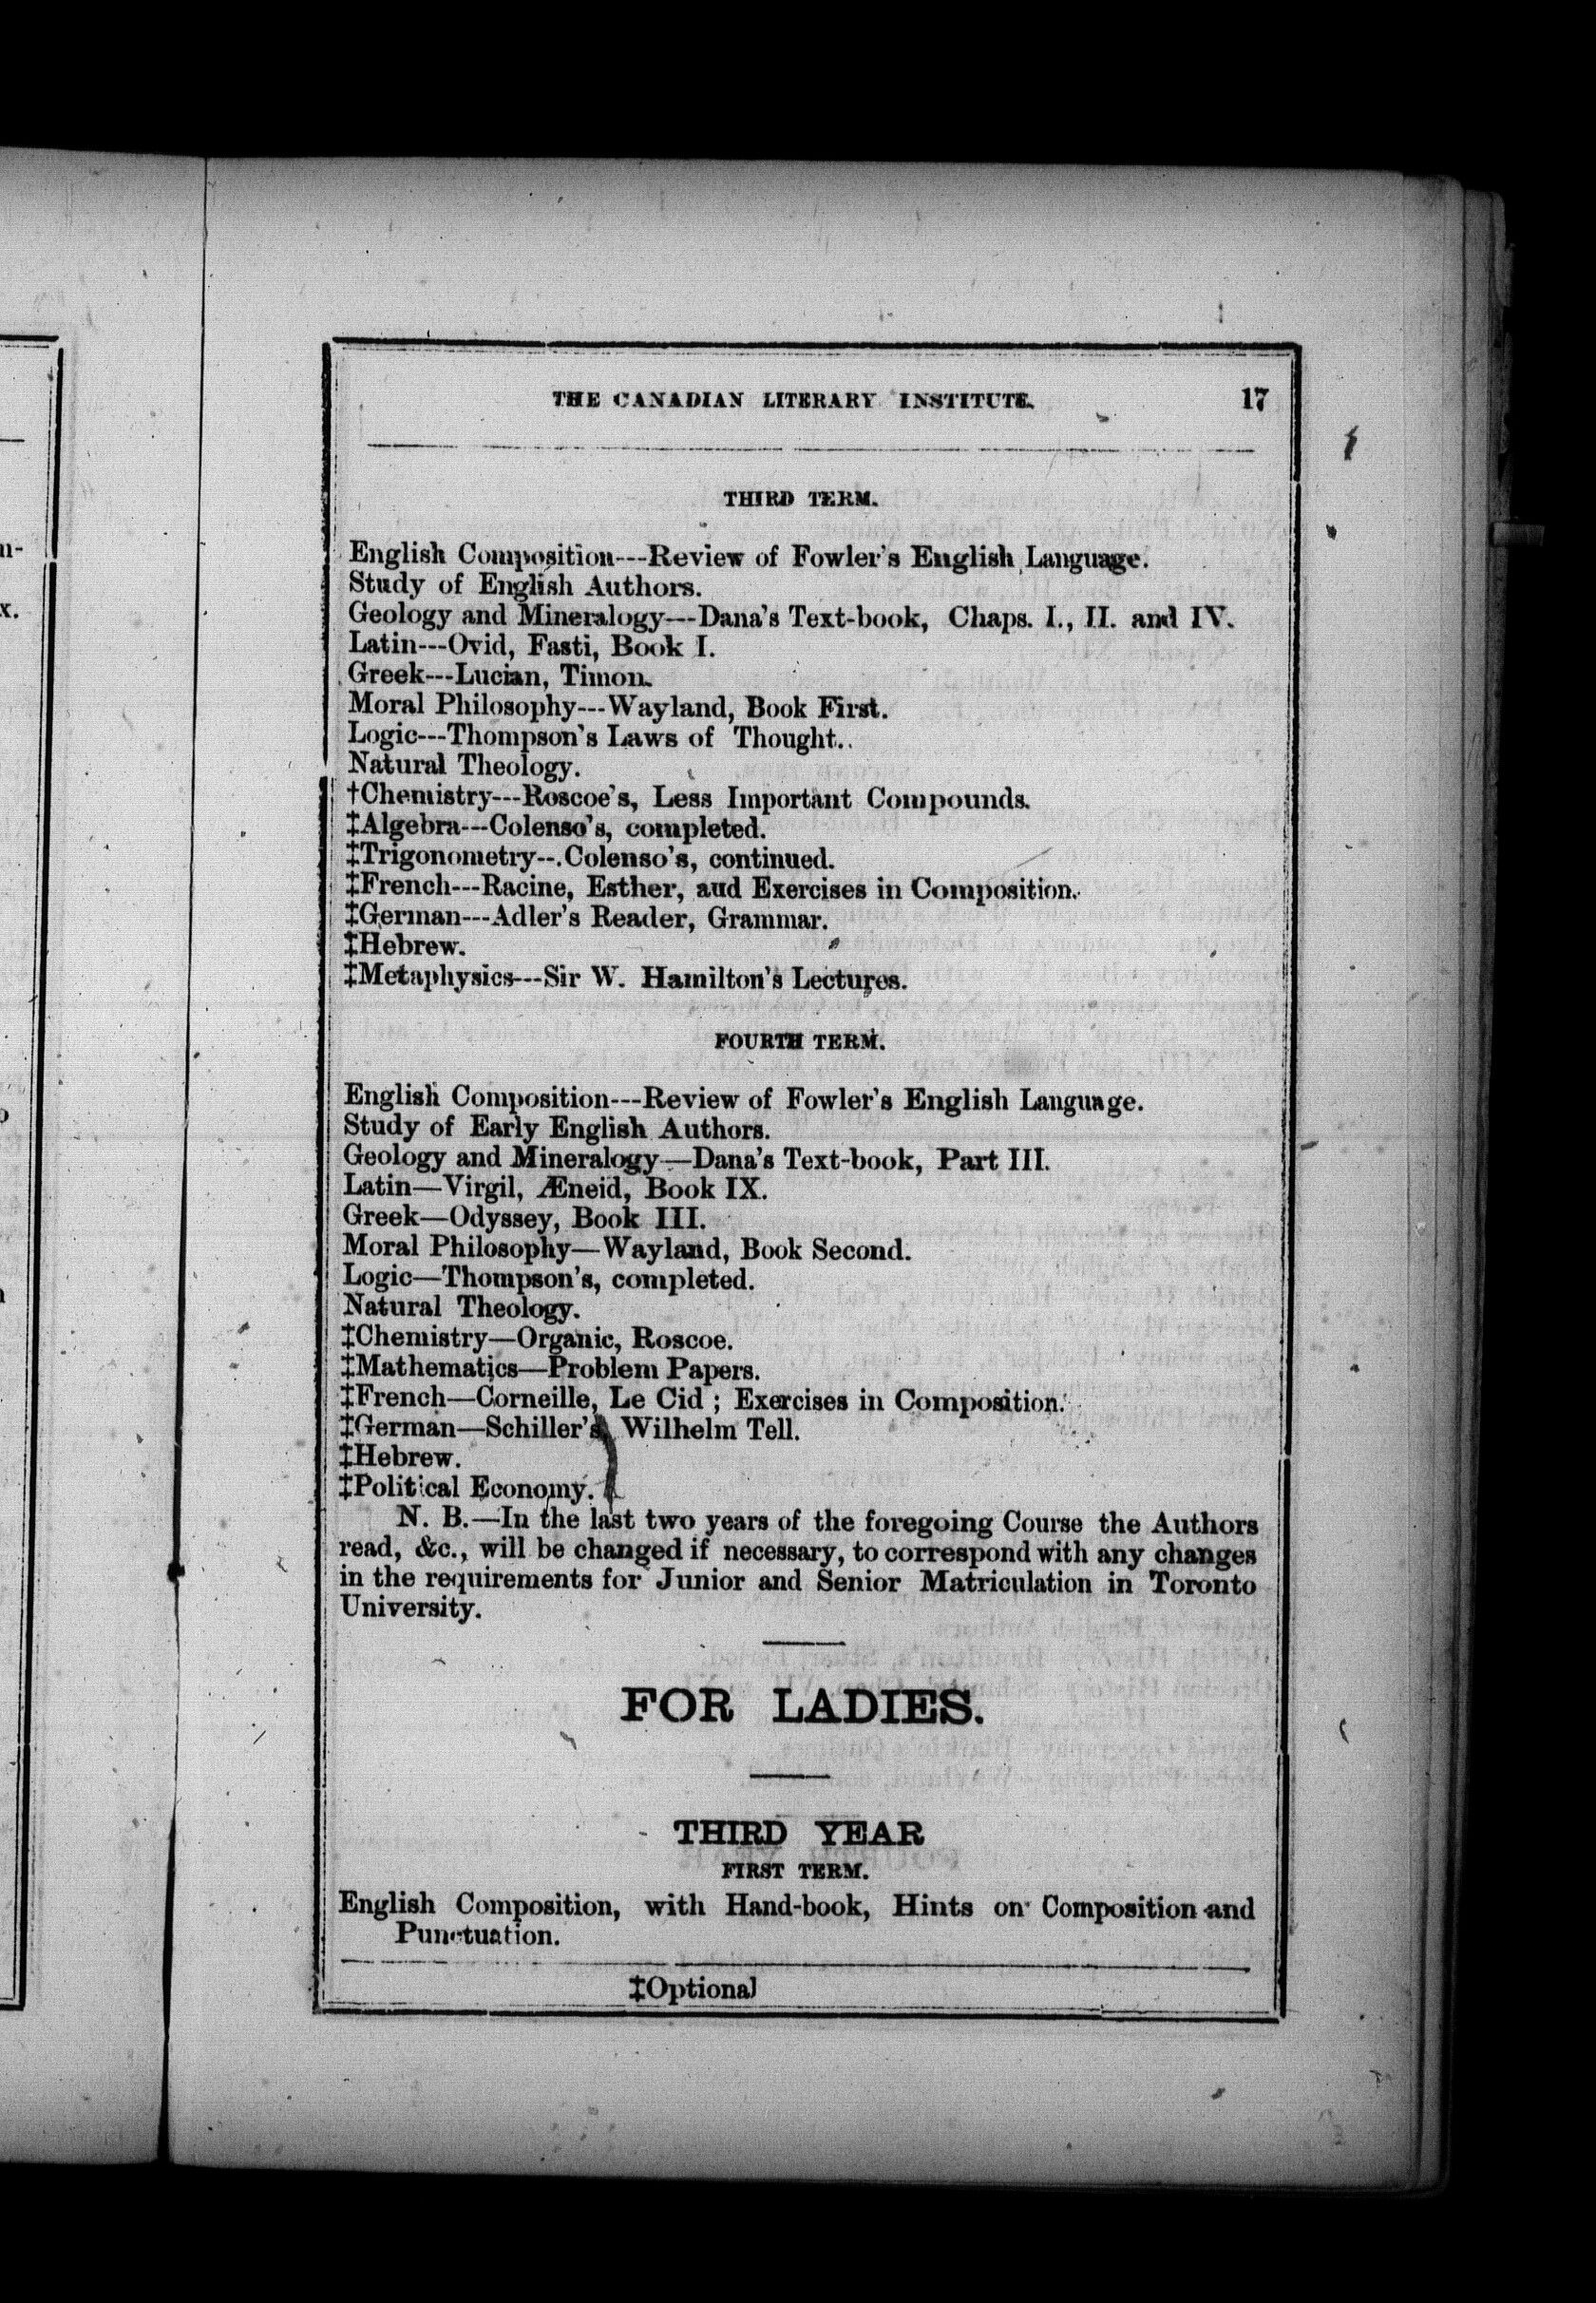 THE CANADIAN LITERARY INSTITUTE. 17
THIRD TERM.
English Composition---Review of Fowler's English Language.
Study of English Authors.
Geology and Mineralogy---Dana's Text-book, Chaps. I., II. and IV.
Latin---Ovid, Fasti, Book I.
Greek---Lucian, Timon.
Moral Philosophy---Wayland, Book First.
Logic---Thompson's Laws of Thought.
Natural Theology.
†Chemistry---Roscoe's, Less Important Compounds.
‡Algebra---Colenso's, completed.
‡Trigonometry--.Colenso's, continued.
‡French---Racine, Esther, aud Exercises in Composition.
‡German---Adler's Reader, Grammar.
‡Hebrew.
‡Metaphysics---Sir W. Hamilton's Lectures.
FOURTH TERM.
English Composition---Review of Fowler's English Language.
Study of Early English Authors.
Geology and Mineralogy—Dana's Text-book, Part III.
Latin—Virgil, Æneid, Book IX.
Greek—Odyssey, Book III.
Moral Philosophy—Wayland, Book Second.
Logic—Thompson's, completed.
Natural Theology.
‡Chemistry—Organic, Roscoe.
‡Mathematics—Problem Papers.
‡French—Corneille, Le Cid ; Exercises in Composition.
‡German—Schiller's, Wilhelm Tell.
‡Hebrew.
‡Political Economy.
N. B.—In the last two years of the foregoing Course the Authors
read, &c., will be changed if necessary, to correspond with any changes
in the requirements for Junior and Senior Matriculation in Toronto
University.
FOR LADIES.
THIRD YEAR
FIRST TERM.
English Composition, with Hand-book, Hints on Composition and
Punctuation.
‡Optional